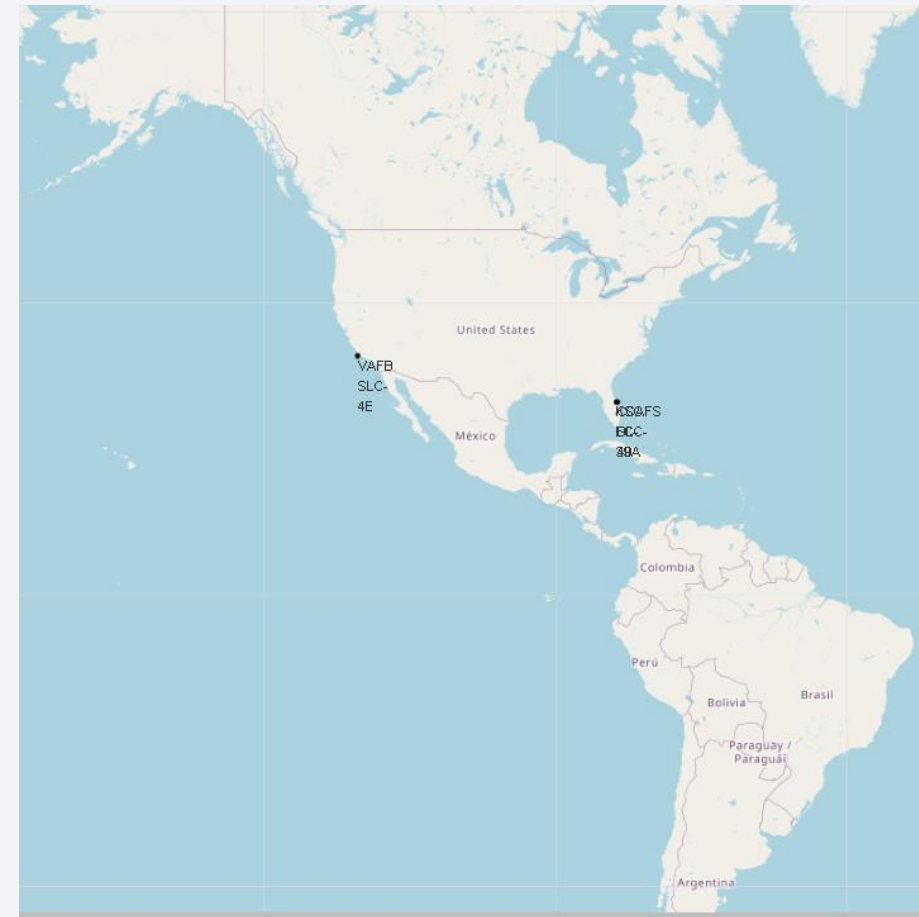 United States
VAFB
SLC-
4E
México
Colombia
Perú
Brasil
Bolivia
Paraguay /
Paraguái
Argentina